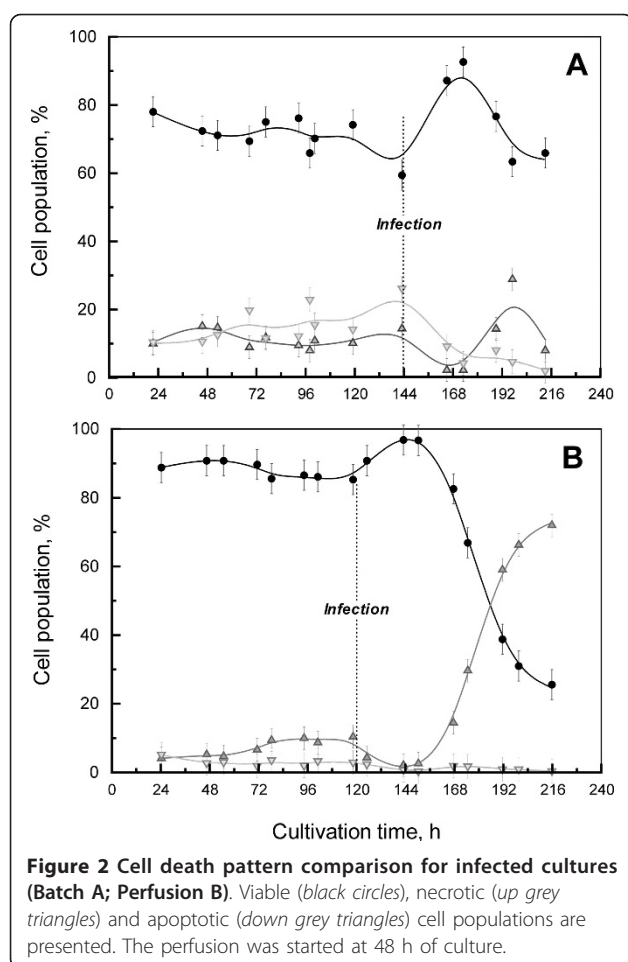 100
80
60
40
20
0
Cell population, %
A
Infection
0 24 48 72 96 120 144 168 192 216 240
100
80
60
40
20
0
Cell population, %
B
Infection
0 24 48 72 96 120 144 168 192 216 240
Cultivation time, h
Figure 2 Cell death pattern comparison for infected cultures
(Batch A; Perfusion B). Viable (black circles), necrotic (up grey
triangles) and apoptotic (down grey triangles) cell populations are
presented. The perfusion was started at 48 h of culture.